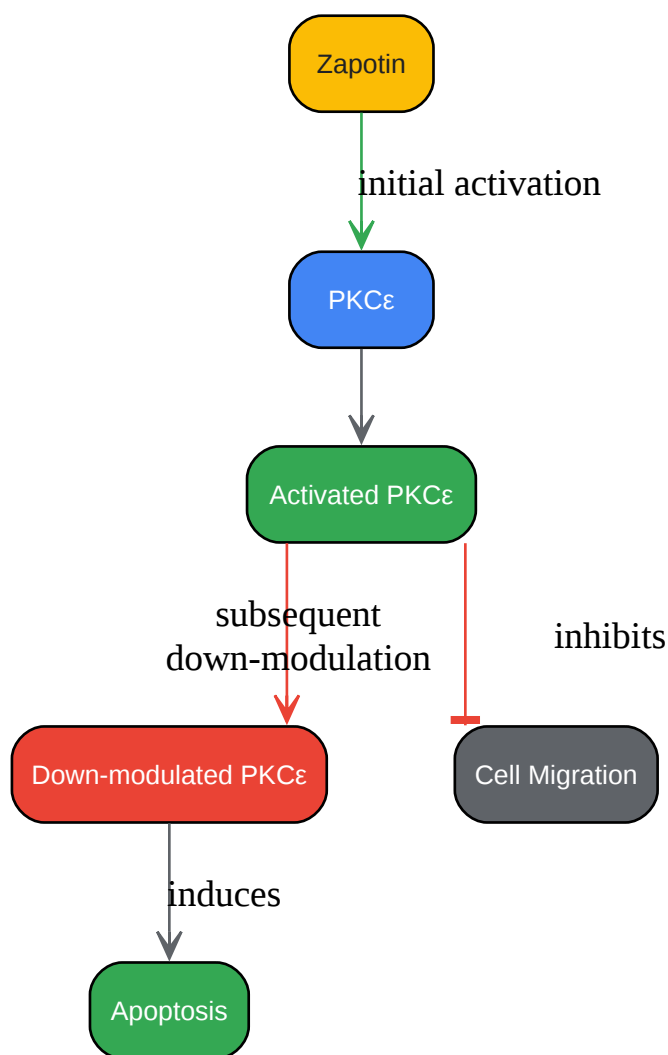 Zapotin
initial activation
PKCε
Activated PKCε
subsequent
down-modulation
inhibits
Down-modulated PKCε
Cell Migration
induces
Apoptosis